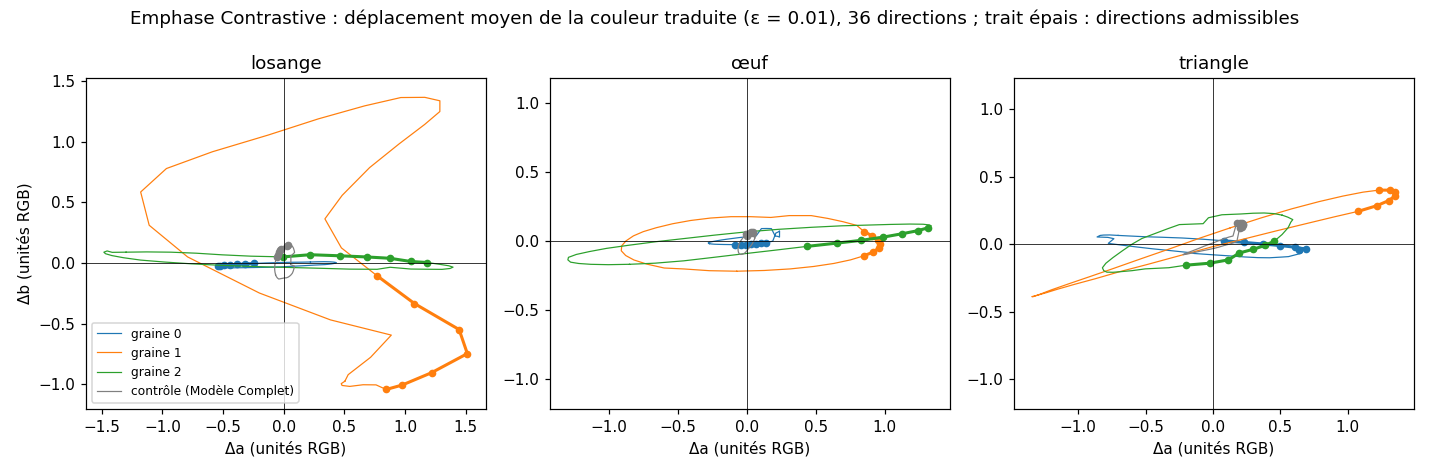 Emphase Contrastive : déplacement moyen de la couleur traduite (ε = 0.01), 36 directions ; trait épais : directions admissibles
losange
œuf
triangle
1.5
1.0
0.5
0.0
−0.5
−1.0
Δb (unités RGB)
graine 0
graine 1
graine 2
contrôle (Modèle Complet)
−1.5
−1.0
−0.5
0.0
0.5
1.0
1.5
Δa (unités RGB)
1.0
0.5
0.0
−0.5
−1.0
−1.0
−0.5
0.0
0.5
1.0
Δa (unités RGB)
1.0
0.5
0.0
−0.5
−1.0
−1.0
−0.5
0.0
0.5
1.0
Δa (unités RGB)